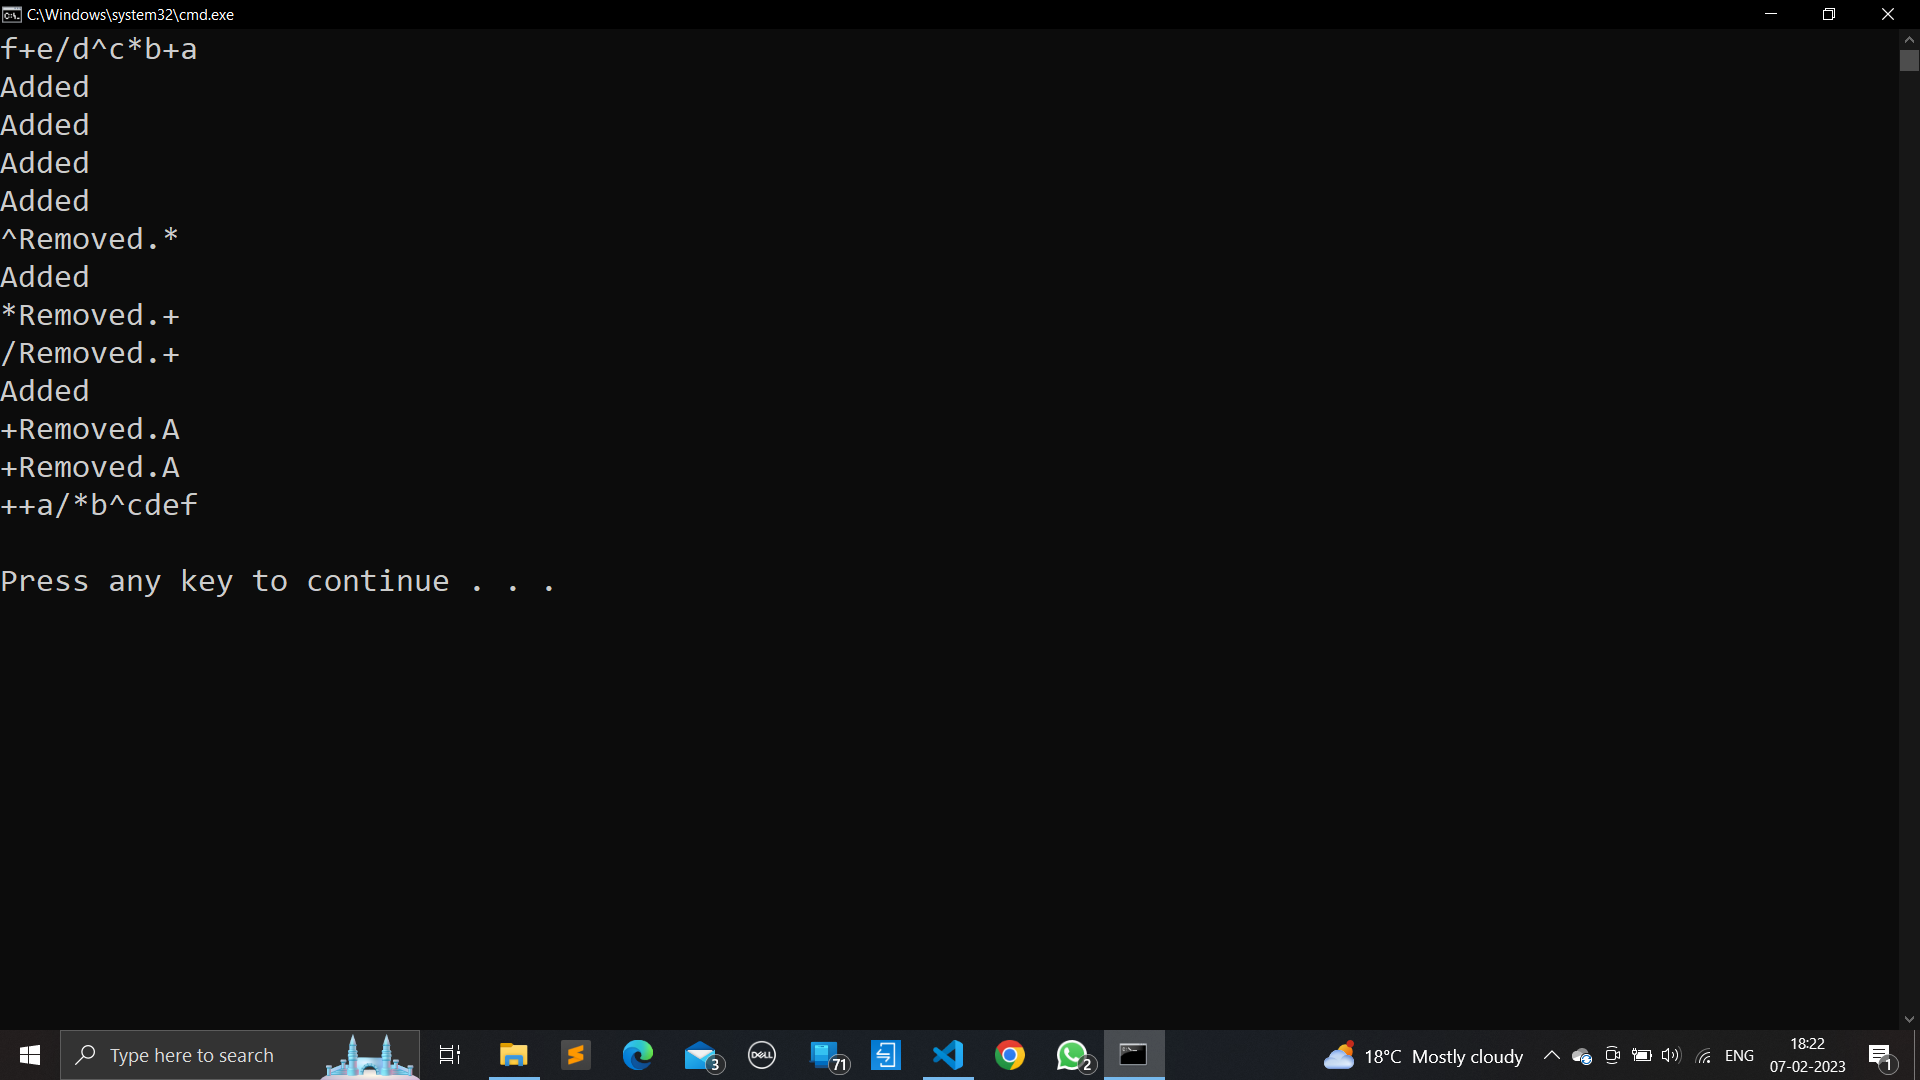 C:\Windows\system32\cmd.exe
f+e/d^c*b+a
Added
Added
Added
Added
^Removed.*
Added
*Removed.+
/Removed.+
Added
+Removed.A
+Removed.A
++a/*b^cdef
Press any key to continue . . .
Type here to search
3
DELL
71
2
18°C Mostly cloudy
ENG
18:22
07-02-2023
1